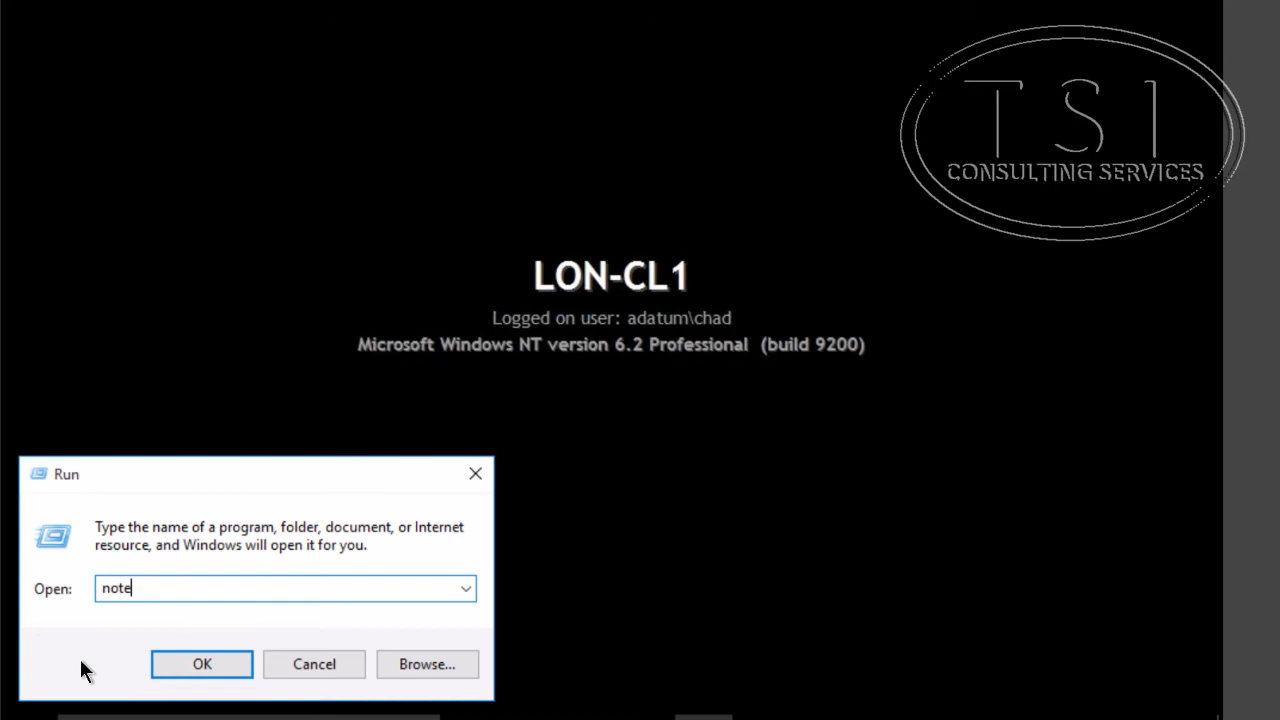 T S I
CONSULTING SERVICES
LON-CL1
Logged on user: adatum\chad
Microsoft Windows NT version 6.2 Professional (build 9200)
Run
Type the name of a program, folder, document, or Internet
resource, and Windows will open it for you.
Open: note
OK Cancel Browse...